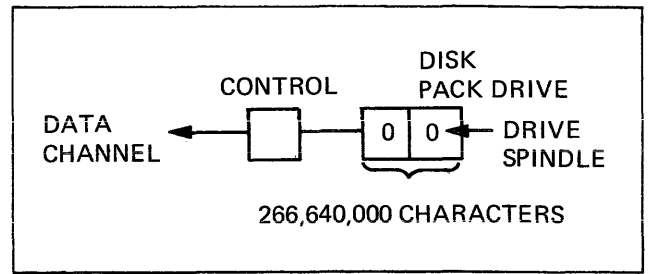 DISK
PACK DRIVE
CONTROL
DATA
CHANNEL
0 0
DRIVE
SPINDLE
266,640,000 CHARACTERS